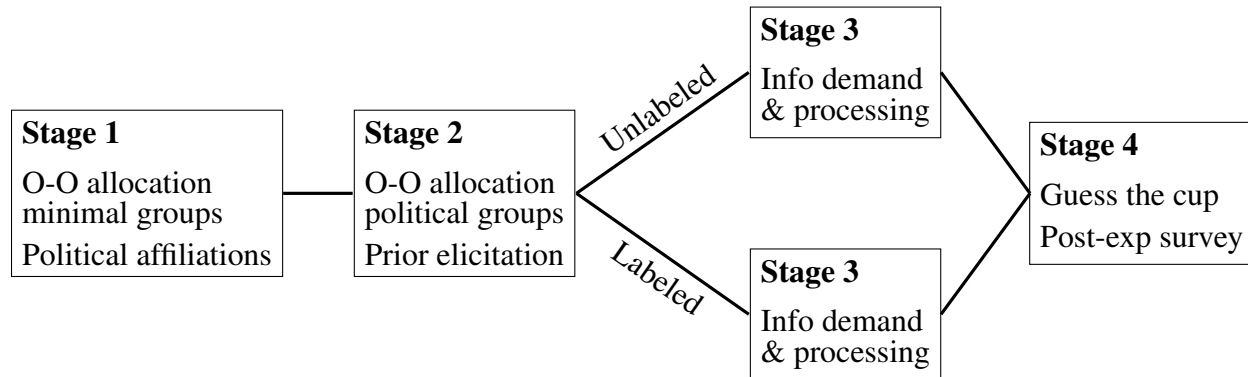 Stage 1
O-O allocation
minimal groups
Political affiliations
Stage 2
O-O allocation
political groups
Prior elicitation
Unlabeled
Labeled
Stage 3
Info demand
& processing
Stage 3
Info demand
& processing
Stage 4
Guess the cup
Post-exp survey